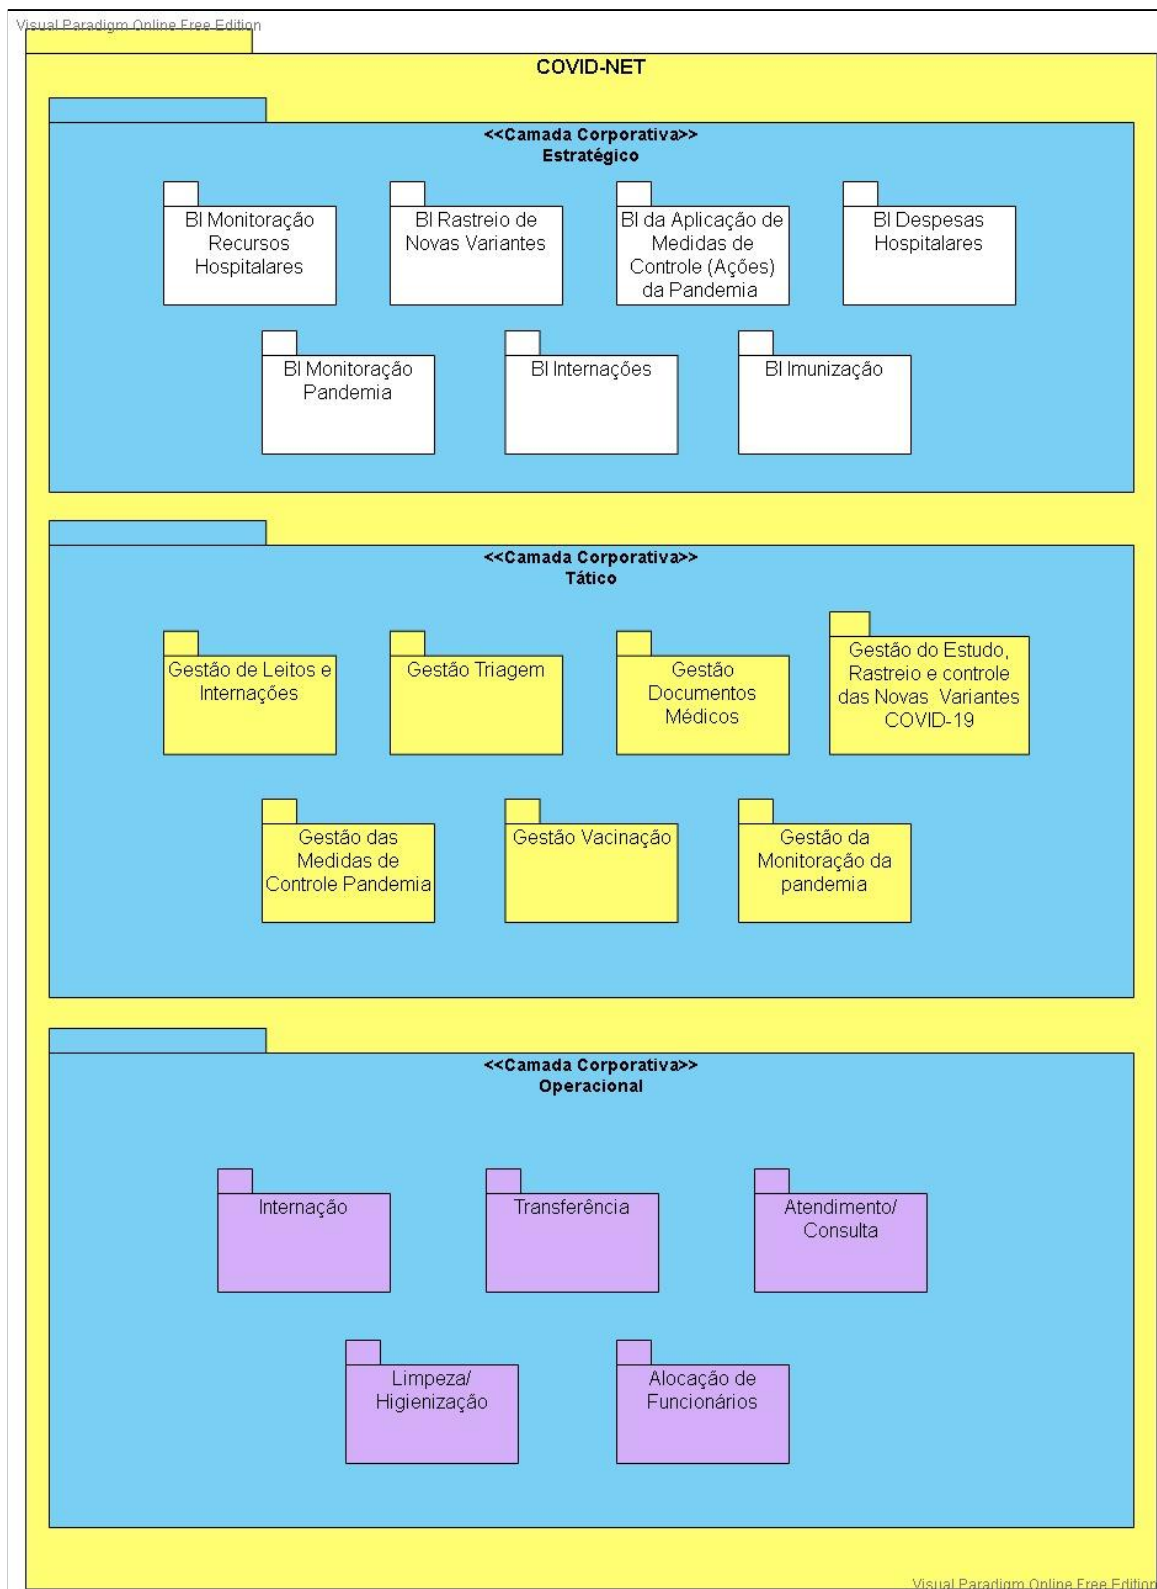 Visual Paradigm Online Free Edition
COVID-NET
<<Camada Corporativa>>
Estratégico
BI Monitoração
Recursos
Hospitalares
BI Rastreio de
Novas Variantes
BI da Aplicação de
Medidas de
Controle (Ações)
da Pandemia
BI Despesas
Hospitalares
BI Monitoração
Pandemia
BI Internações
BI Imunização
<<Camada Corporativa>>
Tático
Gestão de Leitos e
Internações
Gestão Triagem
Gestão
Documentos
Médicos
Gestão do Estudo,
Rastreio e controle
das Novas Variantes
COVID-19
Gestão das
Medidas de
Controle Pandemia
Gestão Vacinação
Gestão da
Monitoração da
pandemia
<<Camada Corporativa>>
Operacional
Internação
Transferência
Atendimento/
Consulta
Limpeza/
Higienização
Alocação de
Funcionários
Visual Paradigm Online Free Edition